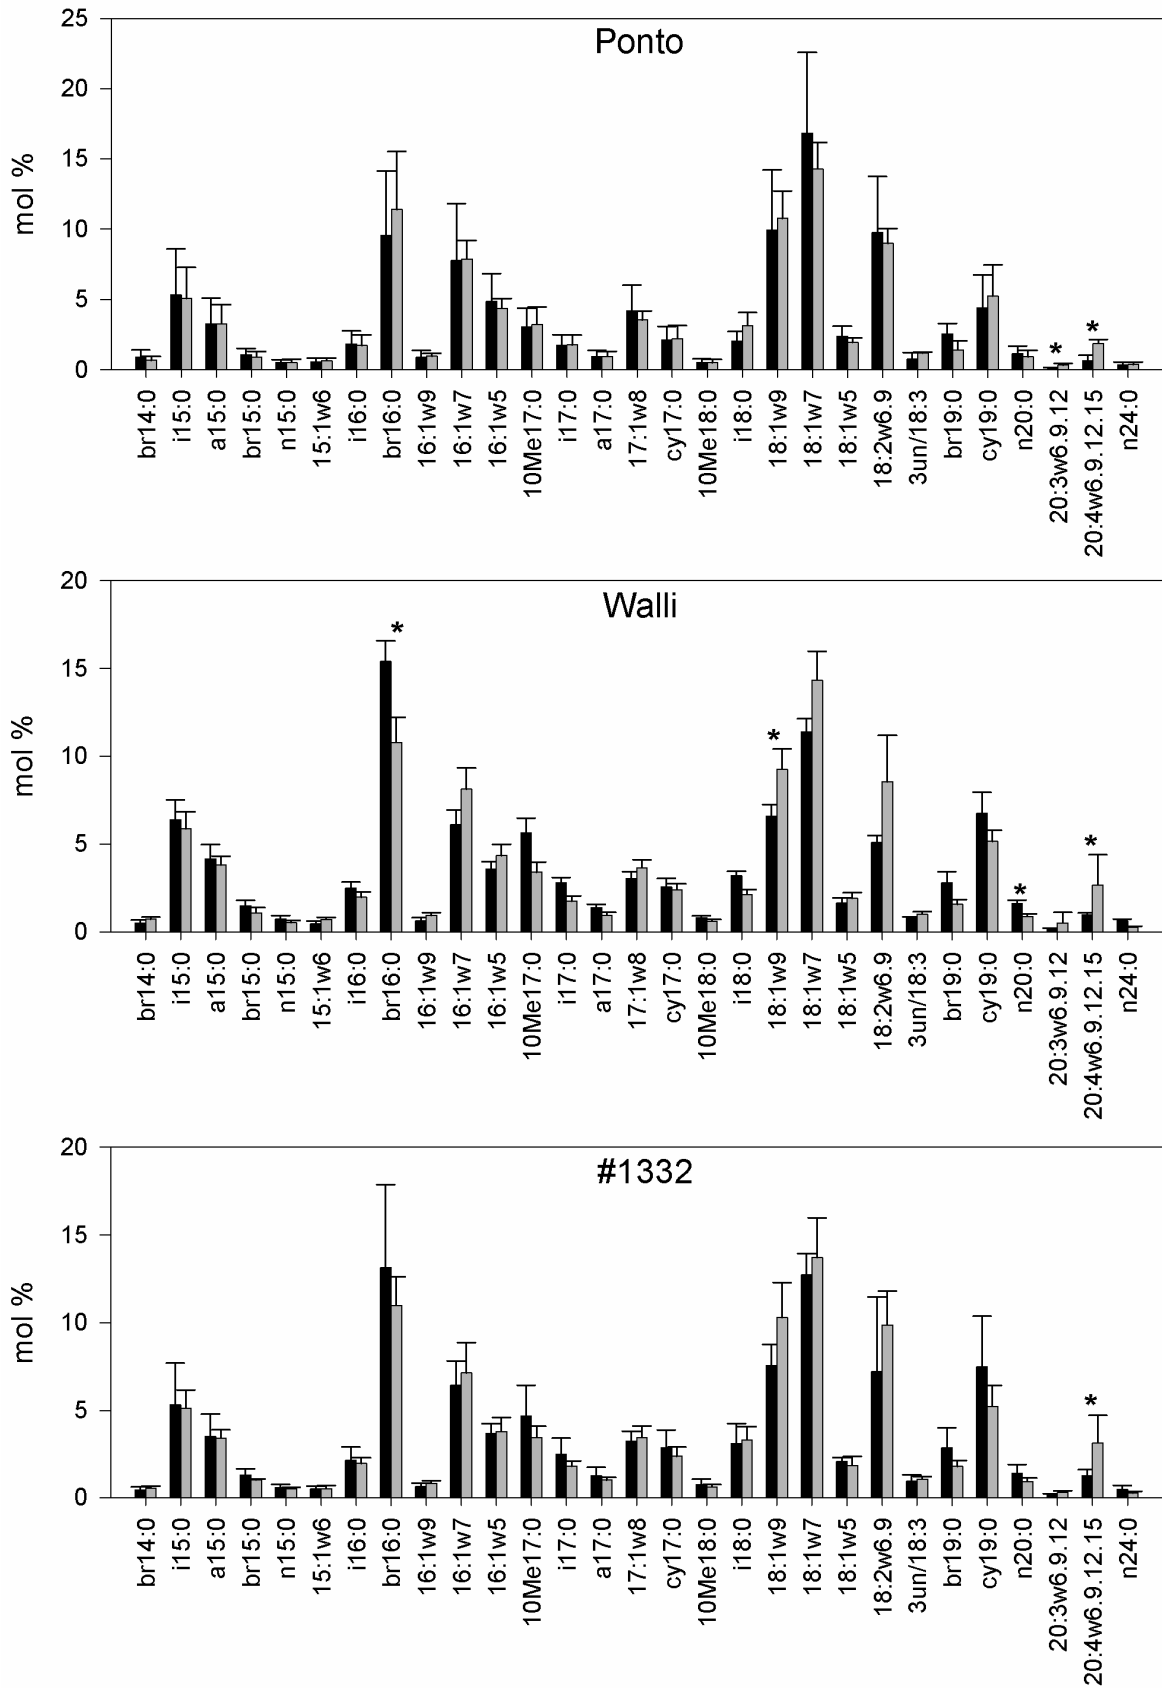 Ponto
mol %
25
20
15
10
5
0
br14:0
i15:0
a15:0
br15:0
n15:0
15:1w6
i16:0
br16:0
16:1w9
16:1w7
16:1w5
10Me17:0
i17:0
a17:0
17:1w8
cy17:0
10Me18:0
i18:0
18:1w9
18:1w7
18:1w5
18:2w6.9
3un/18:3
br19:0
cy19:0
n20:0
20:3w6.9.12
20:4w6.9.12.15
n24:0
* *
Walli
mol %
20
15
10
5
0
br14:0
i15:0
a15:0
br15:0
n15:0
15:1w6
i16:0
br16:0
16:1w9
16:1w7
16:1w5
10Me17:0
i17:0
a17:0
17:1w8
cy17:0
10Me18:0
i18:0
18:1w9
18:1w7
18:1w5
18:2w6.9
3un/18:3
br19:0
cy19:0
n20:0
20:3w6.9.12
20:4w6.9.12.15
n24:0
* * * *
#1332
mol %
20
15
10
5
0
br14:0
i15:0
a15:0
br15:0
n15:0
15:1w6
i16:0
br16:0
16:1w9
16:1w7
16:1w5
10Me17:0
i17:0
a17:0
17:1w8
cy17:0
10Me18:0
i18:0
18:1w9
18:1w7
18:1w5
18:2w6.9
3un/18:3
br19:0
cy19:0
n20:0
20:3w6.9.12
20:4w6.9.12.15
n24:0
*